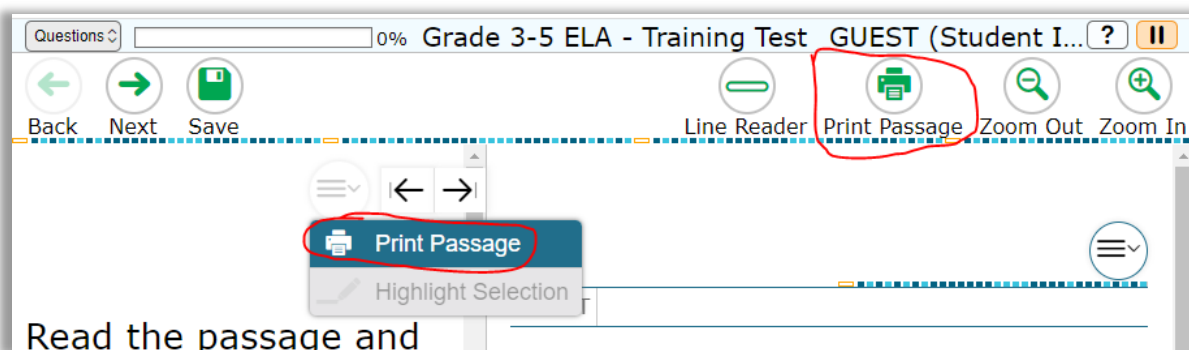 Questions 0% Grade 3-5 ELA - Training Test GUEST (Student I... ?
Back Next Save Line Reader Print Passage Zoom Out Zoom In
Print Passage
Highlight Selection
T
Read the passage and